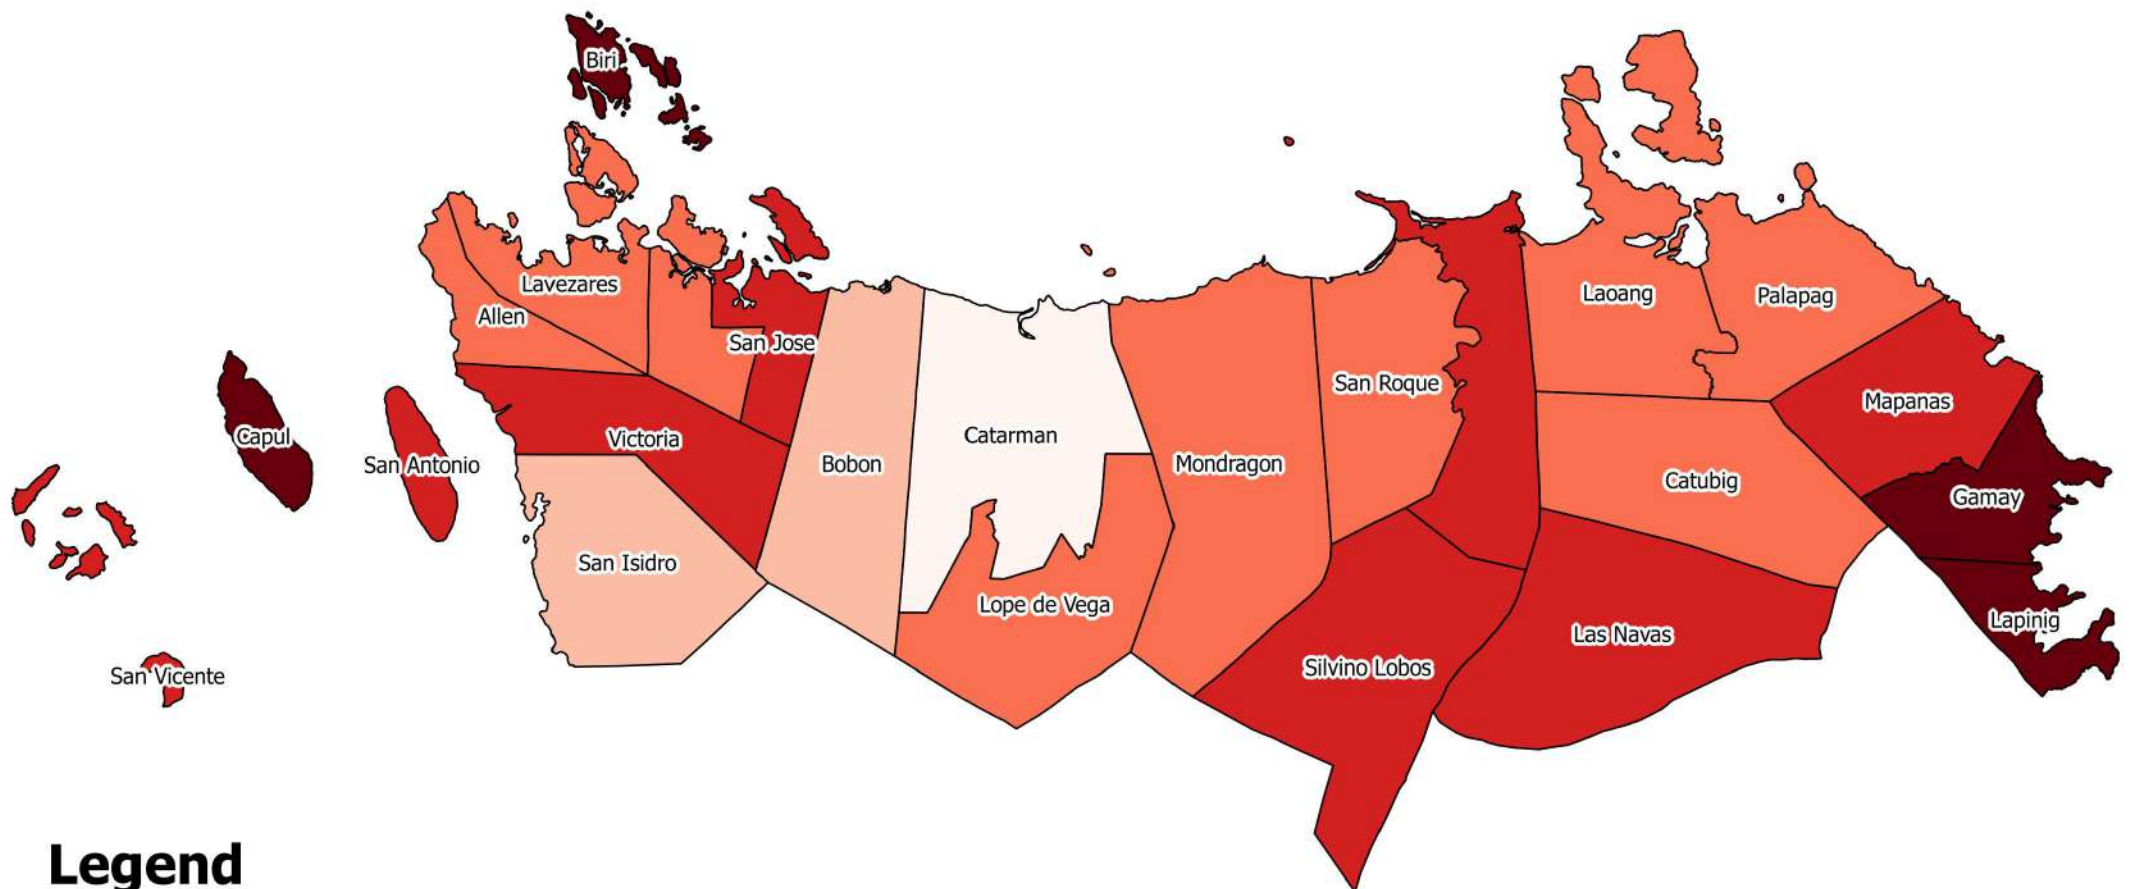 Biri
Lavezares
Allen
San Jose
Laoang
Palapag
San Roque
Mapanas
Capul
San Antonio
Victoria
Bobon
Catarman
Mondragon
Catubig
Gamay
San Isidro
Lope de Vega
Las Navas
Lapinig
San Vicente
Silvino Lobos
Legend